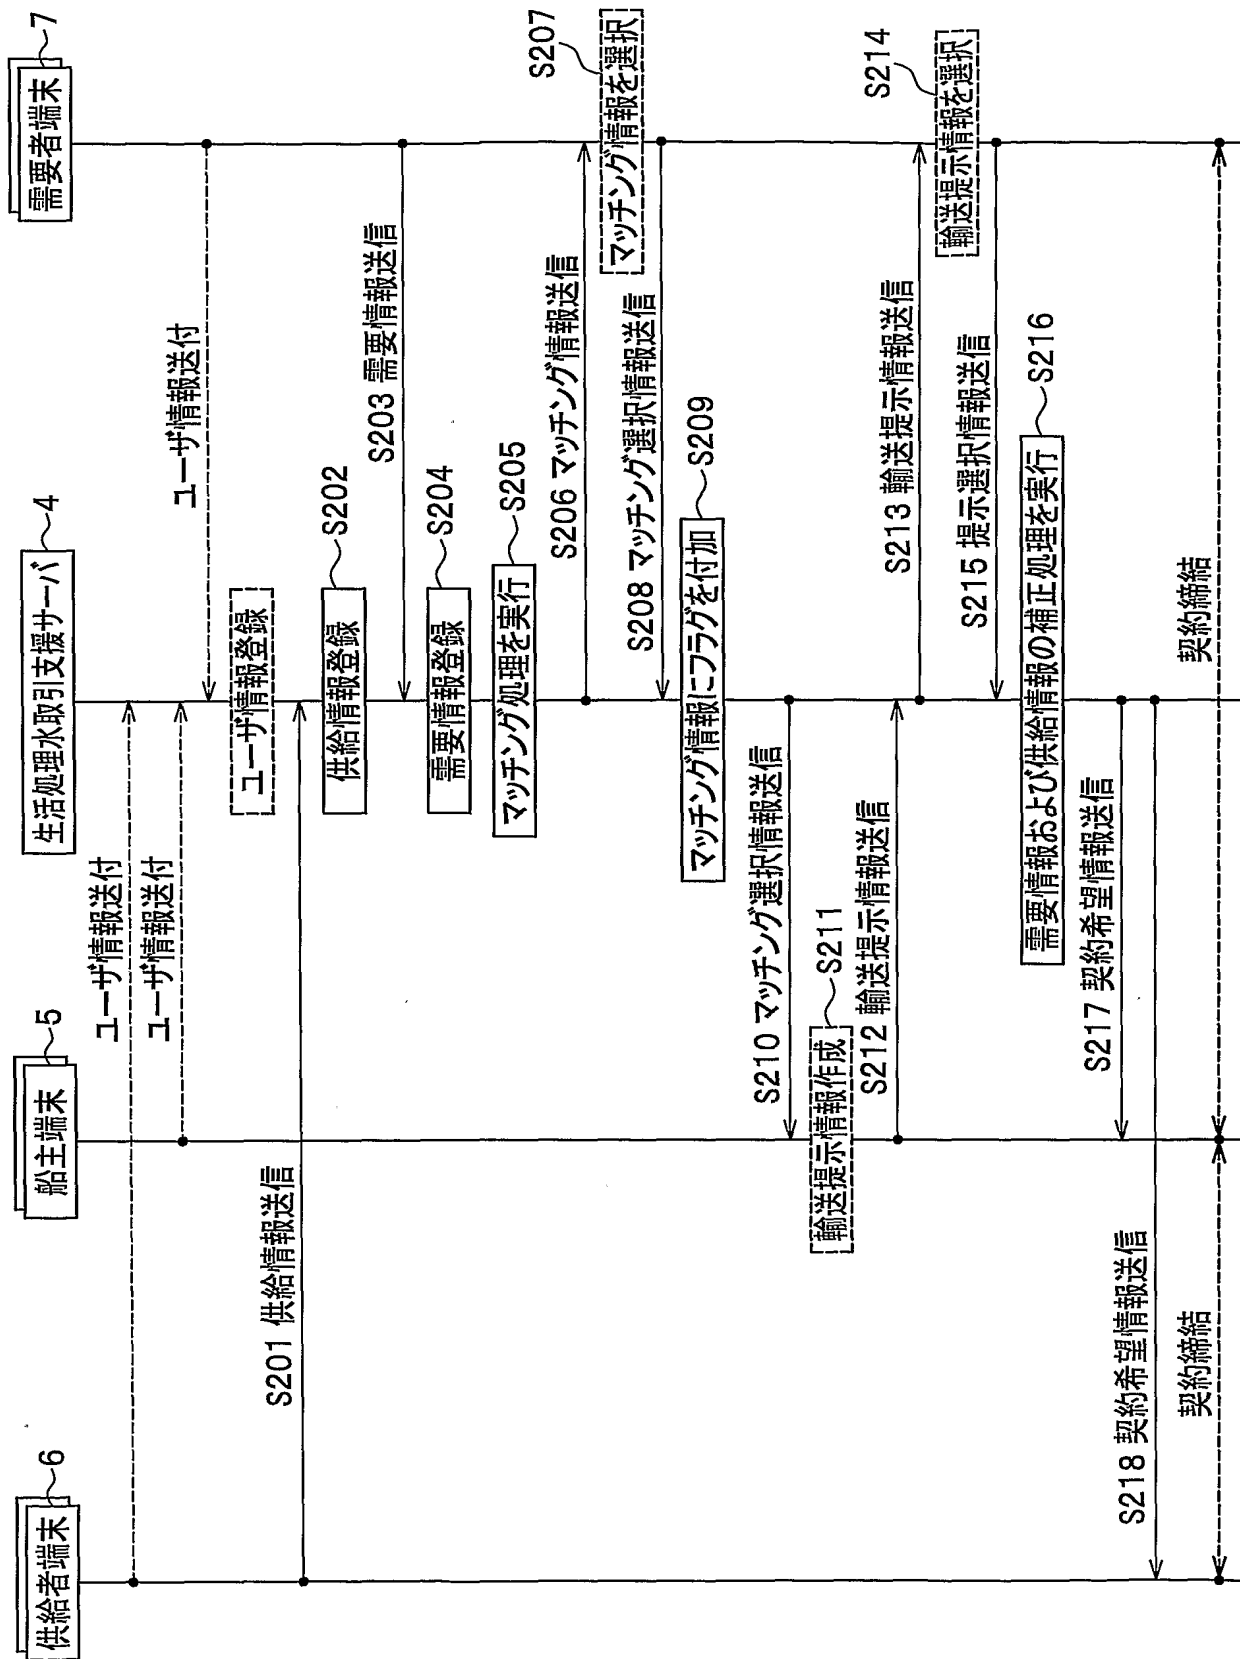 供給者端末
6
船主端末
5
生活処理水取引支援サーバ
4
需要者端末
7
ユーザ情報送付
ユーザ情報送付
ユーザ情報送付
ユーザ情報登録
S201 供給情報送信
供給情報登録
S202
S203 需要情報送信
需要情報登録
S204
マッチング処理を実行
S205
S206 マッチング情報送信
マッチング情報を選択
S207
S208 マッチング選択情報送信
マッチング情報にフラグを付加
S209
S210 マッチング選択情報送信
輸送提示情報作成
S211
S212 輸送提示情報送信
S213 輸送提示情報送信
輸送提示情報を選択
S214
S215 提示選択情報送信
需要情報および供給情報の補正処理を実行
S216
S217 契約希望情報送信
S218 契約希望情報送信
契約締結
契約締結